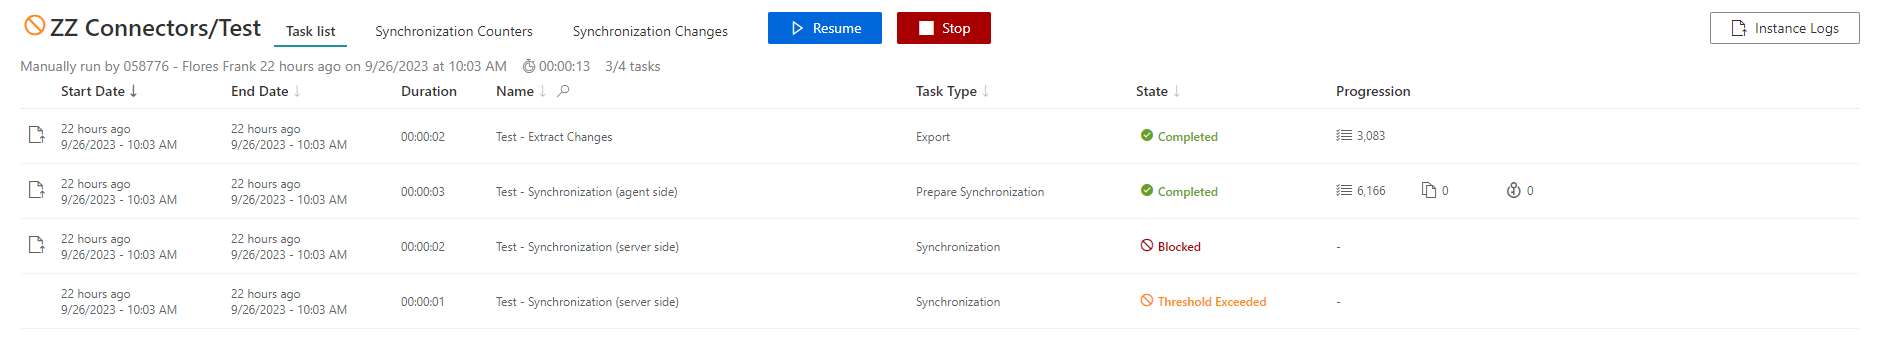 ZZ Connectors/Test Task list Synchronization Counters Synchronization Changes Resume Stop Instance Logs
Manually run by 058776 - Flores Frank 22 hours ago on 9/26/2023 at 10:03 AM 00:00:13 3/4 tasks
Start Date ↓ End Date ↓ Duration Name ↓ Task Type ↓ State ↓ Progression
22 hours ago 22 hours ago
9/26/2023 - 10:03 AM 9/26/2023 - 10:03 AM 00:00:02 Test - Extract Changes Export Completed 3,083
22 hours ago 22 hours ago
9/26/2023 - 10:03 AM 9/26/2023 - 10:03 AM 00:00:03 Test - Synchronization (agent side) Prepare Synchronization Completed 6,166 0 0
22 hours ago 22 hours ago
9/26/2023 - 10:03 AM 9/26/2023 - 10:03 AM 00:00:02 Test - Synchronization (server side) Synchronization Blocked -
22 hours ago 22 hours ago
9/26/2023 - 10:03 AM 9/26/2023 - 10:03 AM 00:00:01 Test - Synchronization (server side) Synchronization Threshold Exceeded -